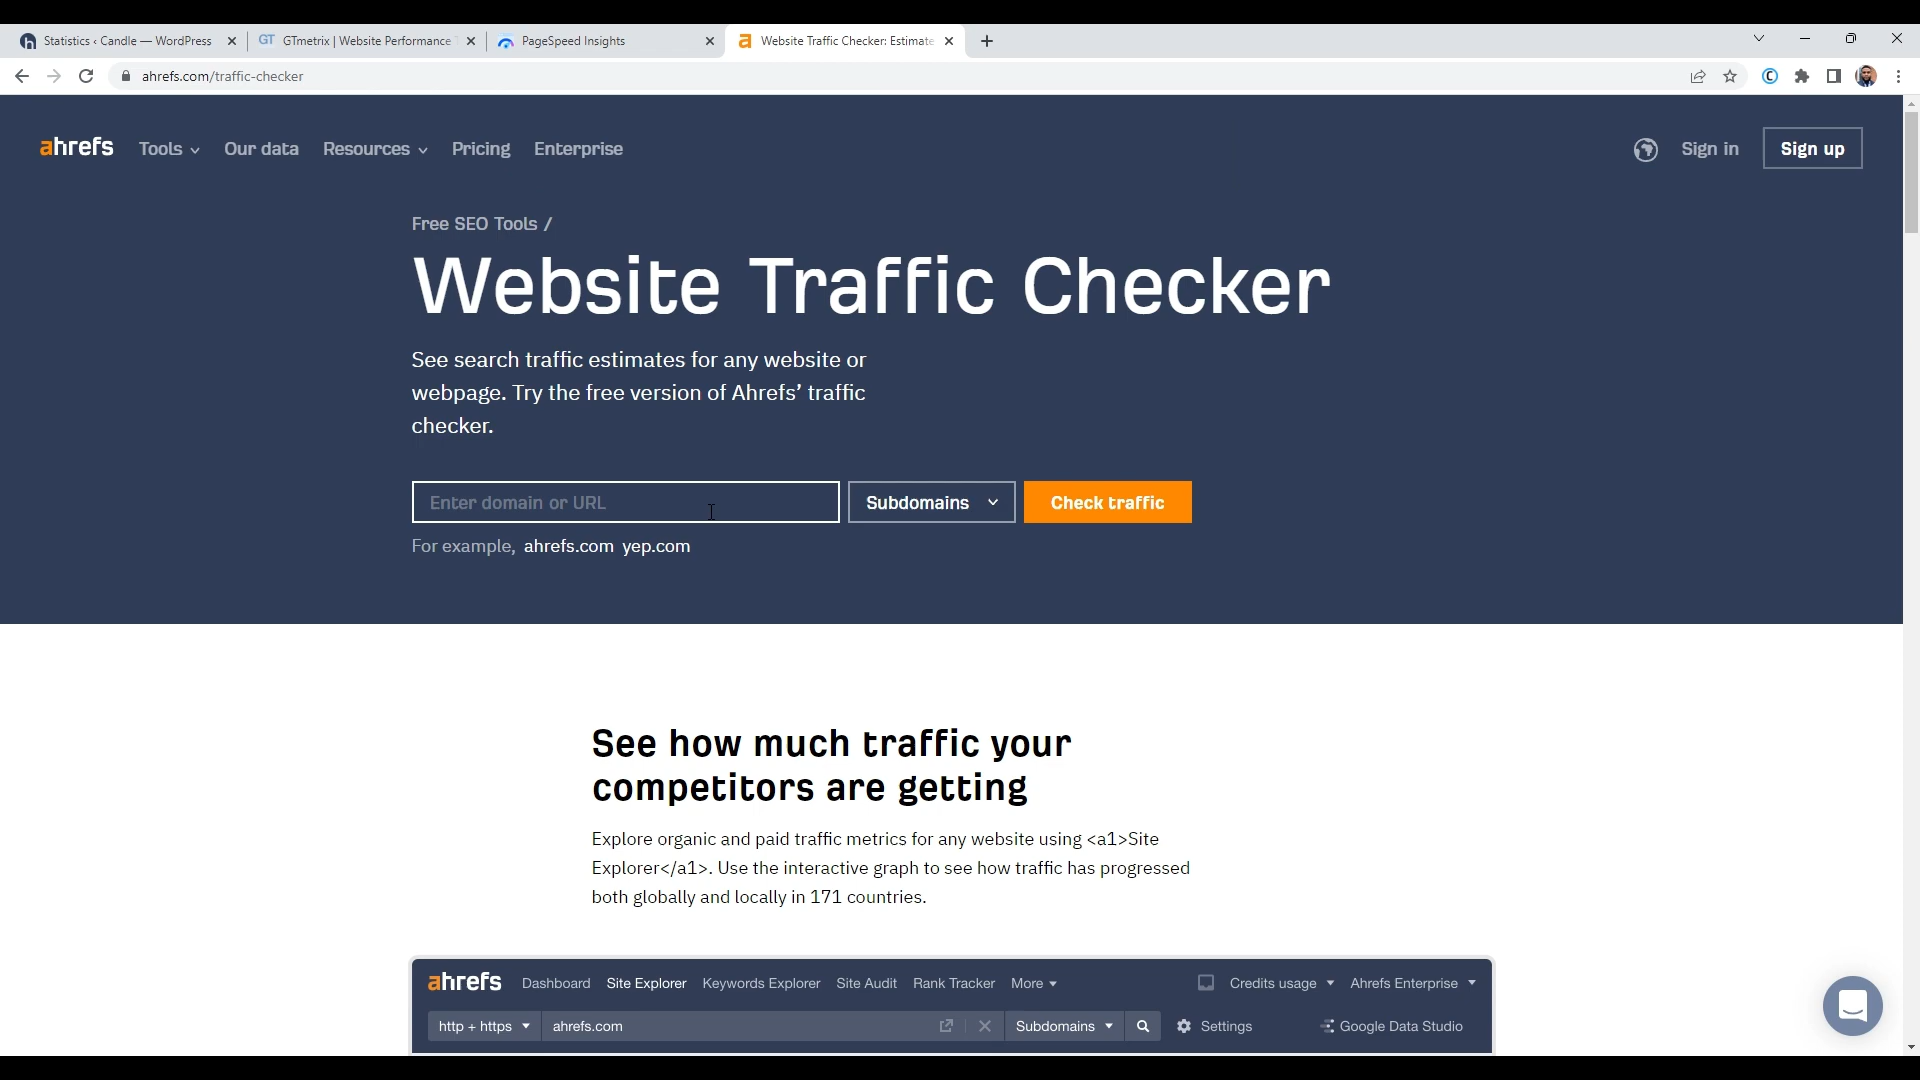 Statistics ‹ Candle — WordPress
GT GTmetrix | Website Performance
PageSpeed Insights
a Website Traffic Checker: Estimate
ahrefs.com/traffic-checker
ahrefs Tools Our data Resources Pricing Enterprise Sign in Sign up
Free SEO Tools /
Website Traffic Checker
See search traffic estimates for any website or
webpage. Try the free version of Ahrefs’ traffic
checker.
Enter domain or URL Subdomains Check traffic
For example, ahrefs.com yep.com
See how much traffic your
competitors are getting
Explore organic and paid traffic metrics for any website using <a1>Site
Explorer</a1>. Use the interactive graph to see how traffic has progressed
both globally and locally in 171 countries.
ahrefs Dashboard Site Explorer Keywords Explorer Site Audit Rank Tracker More Credits usage Ahrefs Enterprise
http + https ahrefs.com Subdomains Settings Google Data Studio